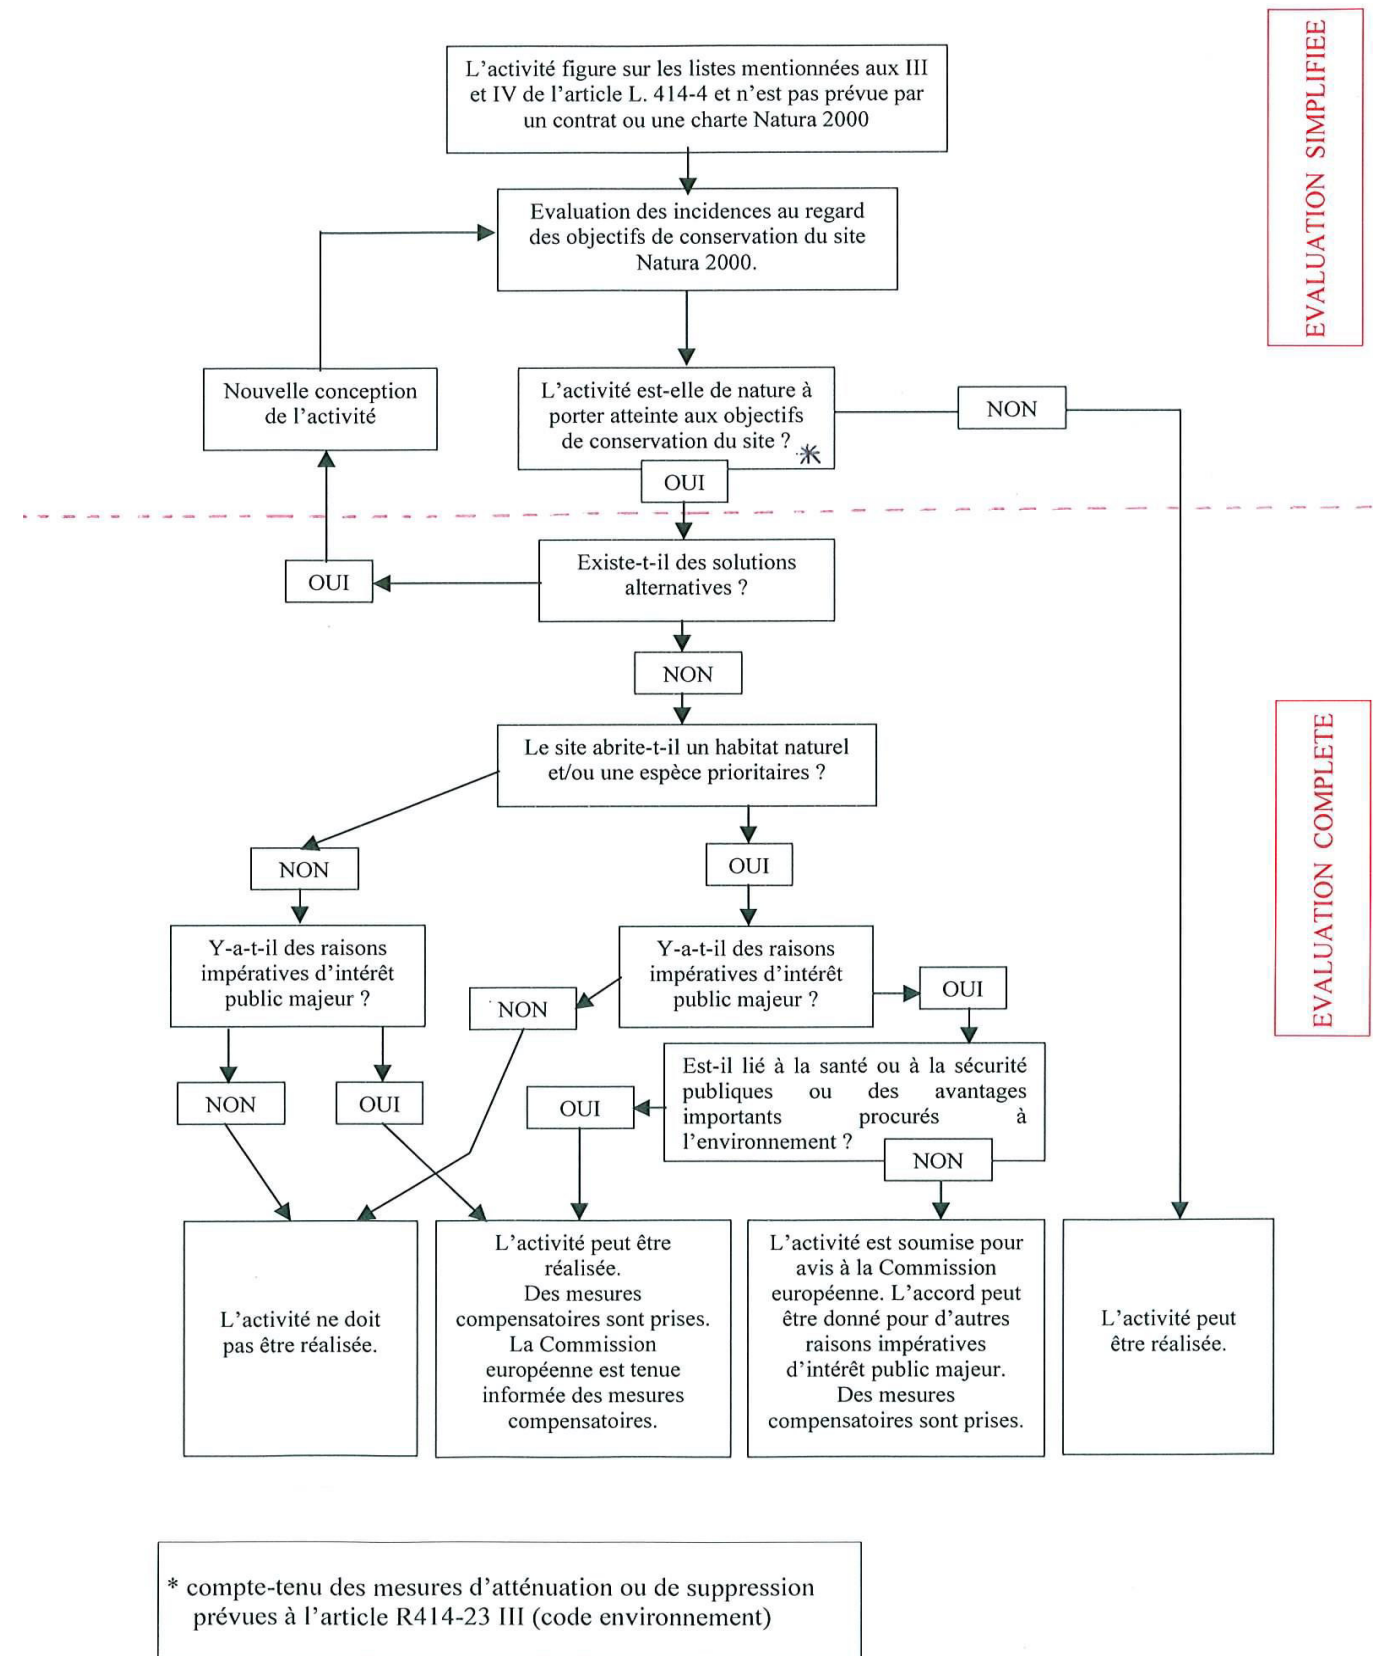 EVALUATION SIMPLIFIEE
L'activité figure sur les listes mentionnées aux III
et IV de l'article L. 414-4 et n'est pas prévue par
un contrat ou une charte Natura 2000
Evaluation des incidences au regard
des objectifs de conservation du site
Natura 2000.
Nouvelle conception
de l'activité
L'activité est-elle de nature à
porter atteinte aux objectifs
de conservation du site ? *
NON
OUI
Existe-t-il des solutions
alternatives ?
OUI
NON
EVALUATION COMPLETE
Le site abrite-t-il un habitat naturel
et/ou une espèce prioritaires ?
NON
OUI
Y-a-t-il des raisons
impératives d'intérêt
public majeur ?
Y-a-t-il des raisons
impératives d'intérêt
public majeur ?
NON
OUI
Est-il lié à la santé ou à la sécurité
publiques ou des avantages
importants procurés à
l'environnement ?
NON
OUI
OUI
NON
L'activité ne doit
pas être réalisée.
L'activité peut être
réalisée.
Des mesures
compensatoires sont prises.
La Commission
européenne est tenue
informée des mesures
compensatoires.
L'activité est soumise pour
avis à la Commission
européenne. L'accord peut
être donné pour d'autres
raisons impératives
d'intérêt public majeur.
Des mesures
compensatoires sont prises.
L'activité peut
être réalisée.
* compte-tenu des mesures d'atténuation ou de suppression
prévues à l'article R414-23 III (code environnement)